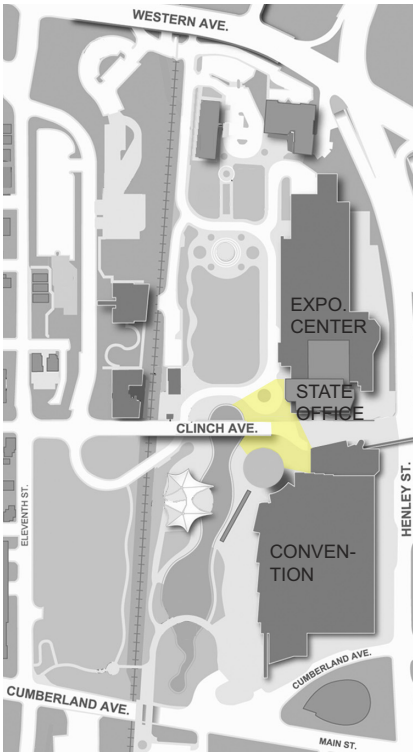 WESTERN AVE.
EXPO.
CENTER
STATE
OFFICE
CLINCH AVE.
HENLEY ST.
ELEVENTH ST.
CONVEN-
TION
CUMBERLAND AVE.
CUMBERLAND AVE.
MAIN ST.